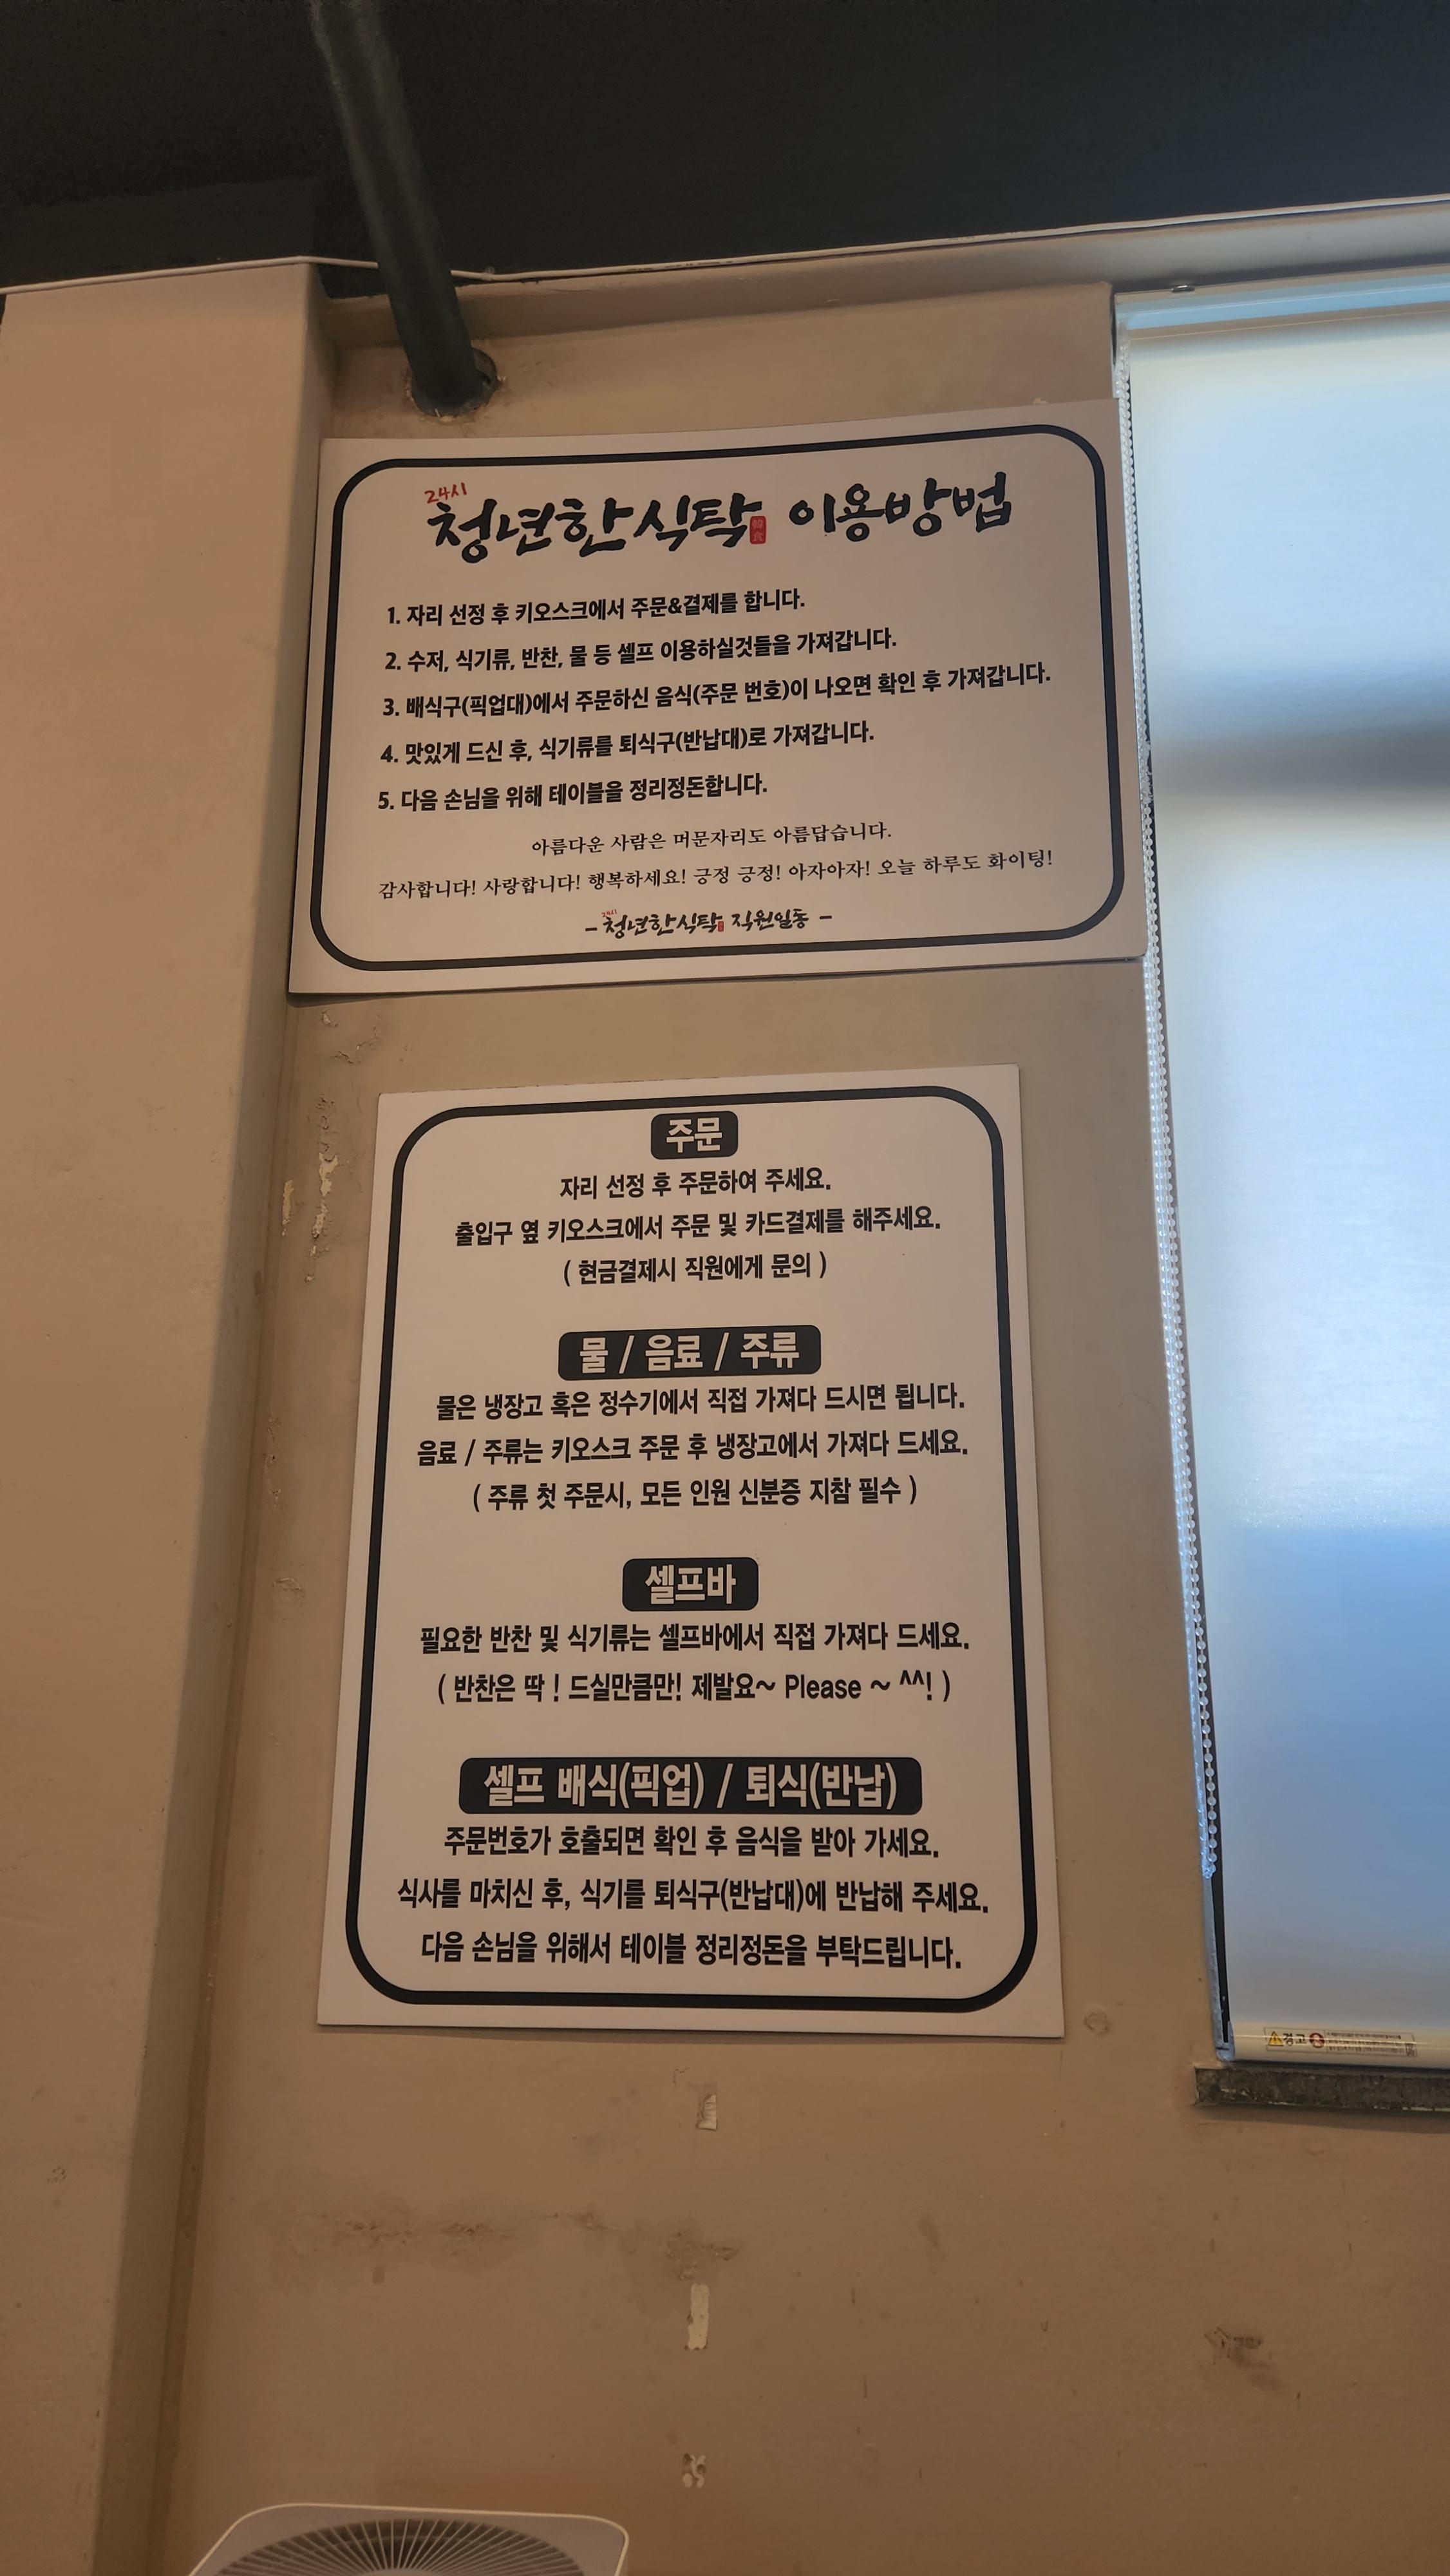 24시
청년한식탁 韓食 이용방법
1. 자리 선정 후 키오스크에서 주문&결제를 합니다.
2. 수저, 식기류, 반찬, 물 등 셀프 이용하실것들을 가져갑니다.
3. 배식구(픽업대)에서 주문하신 음식(주문 번호)이 나오면 확인 후 가져갑니다.
4. 맛있게 드신 후, 식기류를 퇴식구(반납대)로 가져갑니다.
5. 다음 손님을 위해 테이블을 정리정돈합니다.
아름다운 사람은 머문자리도 아름답습니다.
감사합니다! 사랑합니다! 행복하세요! 긍정 긍정! 아자아자! 오늘 하루도 화이팅!
24시
- 청년한식탁 직원일동 -
주문
자리 선정 후 주문하여 주세요.
출입구 옆 키오스크에서 주문 및 카드결제를 해주세요.
( 현금결제시 직원에게 문의 )
물 / 음료 / 주류
물은 냉장고 혹은 정수기에서 직접 가져다 드시면 됩니다.
음료 / 주류는 키오스크 주문 후 냉장고에서 가져다 드세요.
( 주류 첫 주문시, 모든 인원 신분증 지참 필수 )
셀프바
필요한 반찬 및 식기류는 셀프바에서 직접 가져다 드세요.
( 반찬은 딱 ! 드실만큼만! 제발요~ Please ~ ^^! )
셀프 배식(픽업) / 퇴식(반납)
주문번호가 호출되면 확인 후 음식을 받아 가세요.
식사를 마치신 후, 식기를 퇴식구(반납대)에 반납해 주세요.
다음 손님을 위해서 테이블 정리정돈을 부탁드립니다.
경고